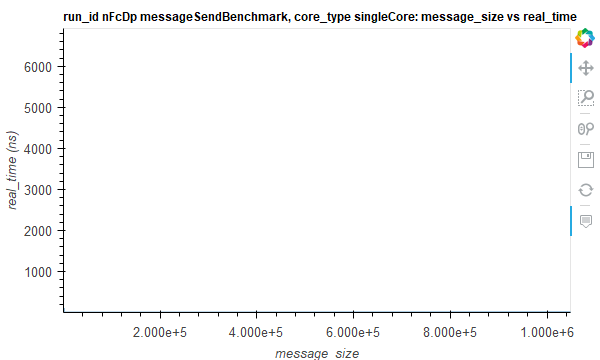 run_id nFcDp messageSendBenchmark, core_type singleCore: message_size vs real_time
6000
5000
4000
3000
2000
1000
real_time (ns)
2.000e+5 4.000e+5 6.000e+5 8.000e+5 1.000e+6
message_size